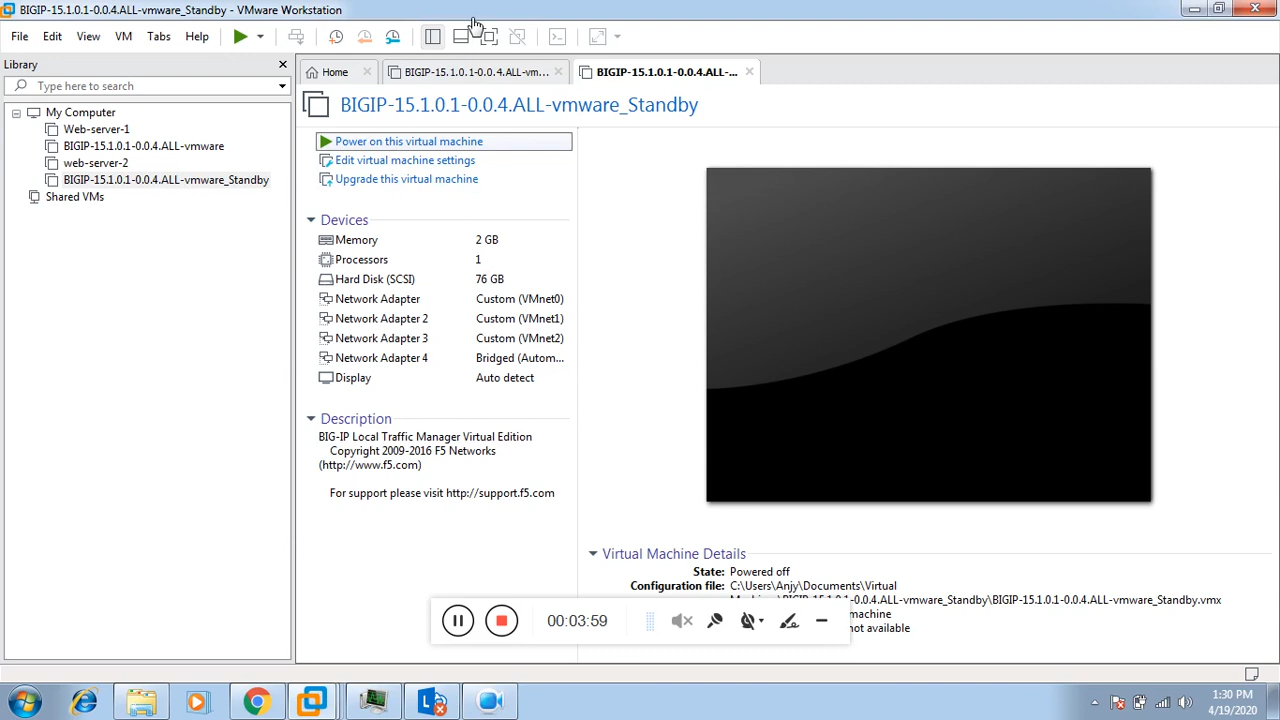 BIGIP-15.1.0.1-0.0.4.ALL-vmware_Standby - VMware Workstation
File Edit View VM Tabs Help
Library
Type here to search
My Computer
Web-server-1
BIGIP-15.1.0.1-0.0.4.ALL-vmware
web-server-2
BIGIP-15.1.0.1-0.0.4.ALL-vmware_Standby
Shared VMs
Home
BIGIP-15.1.0.1-0.0.4.ALL-vm...
BIGIP-15.1.0.1-0.0.4.ALL-...
BIGIP-15.1.0.1-0.0.4.ALL-vmware_Standby
Power on this virtual machine
Edit virtual machine settings
Upgrade this virtual machine
Devices
Memory 2 GB
Processors 1
Hard Disk (SCSI) 76 GB
Network Adapter Custom (VMnet0)
Network Adapter 2 Custom (VMnet1)
Network Adapter 3 Custom (VMnet2)
Network Adapter 4 Bridged (Autom...
Display Auto detect
Description
BIG-IP Local Traffic Manager Virtual Edition
Copyright 2009-2016 F5 Networks
(http://www.f5.com)
For support please visit http://support.f5.com
Virtual Machine Details
State: Powered off
Configuration file: C:\Users\Anjy\Documents\Virtual
\BIGIP-15.1.0.1-0.0.4.ALL-vmware_Standby\BIGIP-15.1.0.1-0.0.4.ALL-vmware_Standby.vmx
machine
not available
00:03:59
1:30 PM
4/19/2020